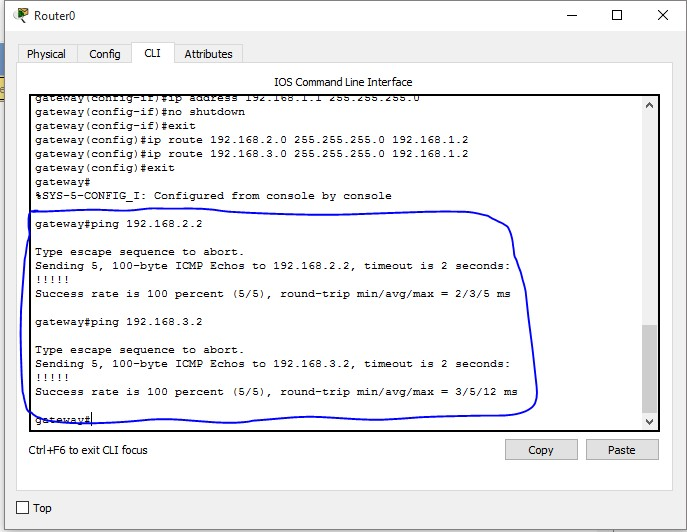 Router0
Physical Config CLI Attributes
IOS Command Line Interface
gateway(config-if)#ip address 192.168.1.1 255.255.255.0
gateway(config-if)#no shutdown
gateway(config-if)#exit
gateway(config)#ip route 192.168.2.0 255.255.255.0 192.168.1.2
gateway(config)#ip route 192.168.3.0 255.255.255.0 192.168.1.2
gateway(config)#exit
gateway#
%SYS-5-CONFIG_I: Configured from console by console
gateway#ping 192.168.2.2
Type escape sequence to abort.
Sending 5, 100-byte ICMP Echos to 192.168.2.2, timeout is 2 seconds:
!!!!!
Success rate is 100 percent (5/5), round-trip min/avg/max = 2/3/5 ms
gateway#ping 192.168.3.2
Type escape sequence to abort.
Sending 5, 100-byte ICMP Echos to 192.168.3.2, timeout is 2 seconds:
!!!!!
Success rate is 100 percent (5/5), round-trip min/avg/max = 3/5/12 ms
gateway#
Ctrl+F6 to exit CLI focus
Copy Paste
Top